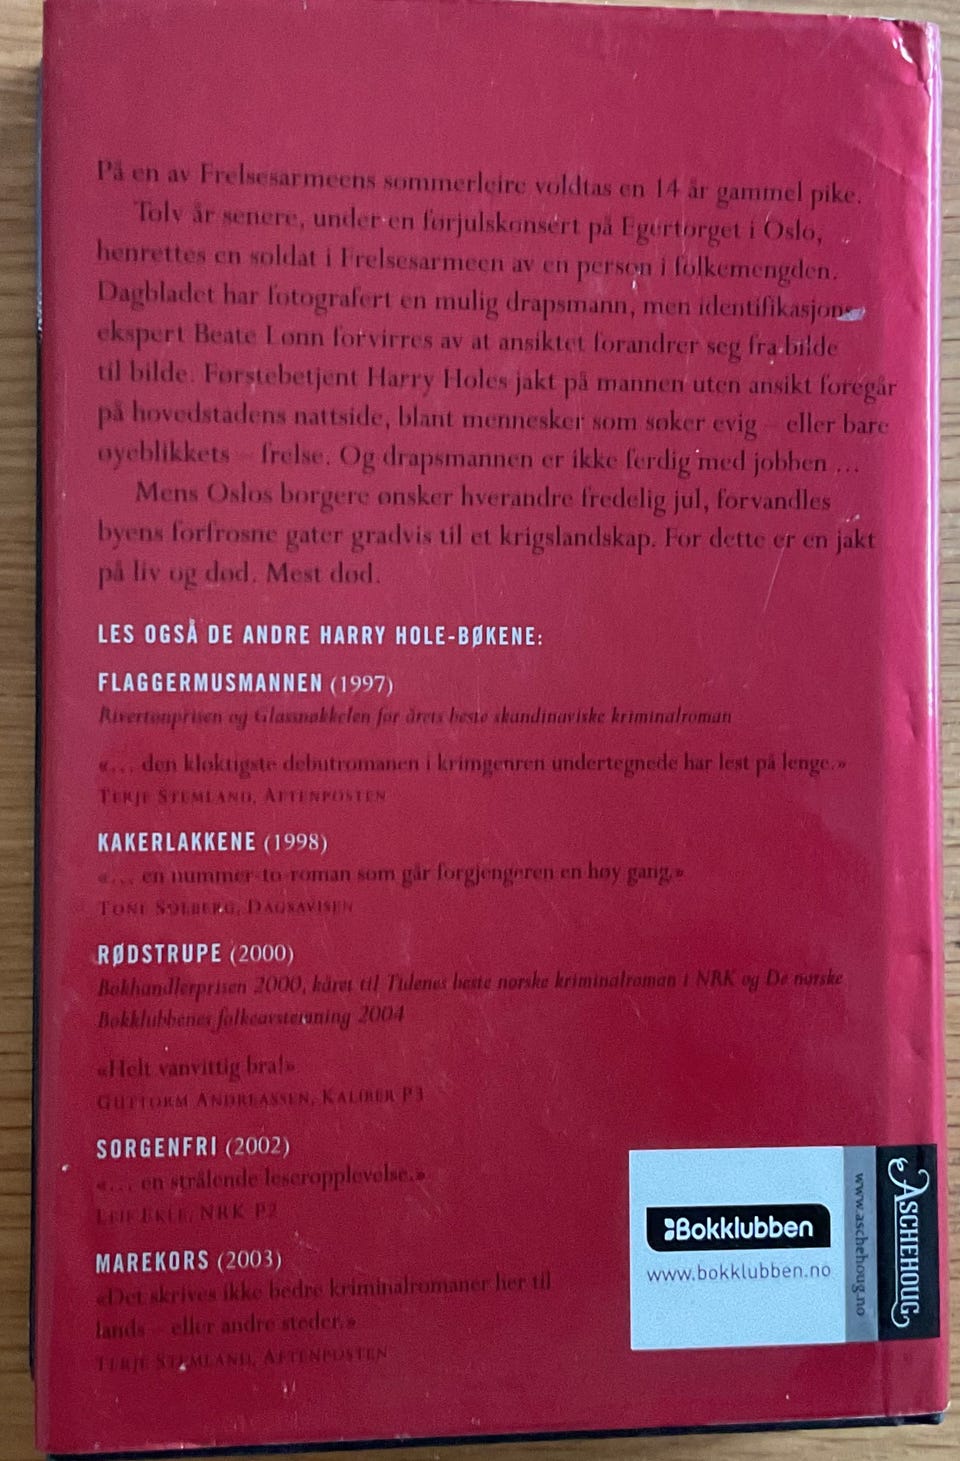 På en av Frelsesarmeens sommerleire voldtas en 14 år gammel pike.
Tolv år senere, under en førjulskonsert på Egertorget i Oslo,
henrettes en soldat i Frelsesarmeen av en person i folkemengden.
Dagbladet har fotografert en mulig drapsmann, men identifikasjons-
ekspert Beate Lønn forvirres av at ansiktet forandrer seg fra bilde
til bilde. Førstebetjent Harry Holes jakt på mannen uten ansikt foregår
på hovedstadens nattside, blant mennesker som søker evig – eller bare
øyeblikkets – frelse. Og drapsmannen er ikke ferdig med jobben …
Mens Oslos borgere ønsker hverandre fredelig jul, forvandles
byens forfrosne gater gradvis til et krigslandskap. For dette er en jakt
på liv og død. Mest død.
LES OGSÅ DE ANDRE HARRY HOLE-BØKENE:
FLAGGERMUSMANNEN (1997)
Rivertonprisen og Glassnøkkelen for årets beste skandinaviske kriminalroman
«… den kløktigste debutromanen i krimgenren undertegnede har lest på lenge.»
TERJE STEMLAND, AFTENPOSTEN
KAKERLAKKENE (1998)
«… en nummer-to-roman som går forgjengeren en høy gang.»
TONE SOLBERG, DAGSAVISEN
RØDSTRUPE (2000)
Bokhandlerprisen 2000, kåret til Tidenes beste norske kriminalroman i NRK og De norske
Bokklubbenes folkeavstemning 2004
«Helt vanvittig bra!»
GUTTORM ANDREASSEN, KALIBER P3
SORGENFRI (2002)
«… en strålende leseropplevelse.»
LEIF EKLE, NRK P2
MAREKORS (2003)
«Det skrives ikke bedre kriminalromaner her til
lands – eller andre steder.»
TERJE STEMLAND, AFTENPOSTEN
Bokklubben
www.bokklubben.no
www.aschehoug.no
ASCHEHOUG